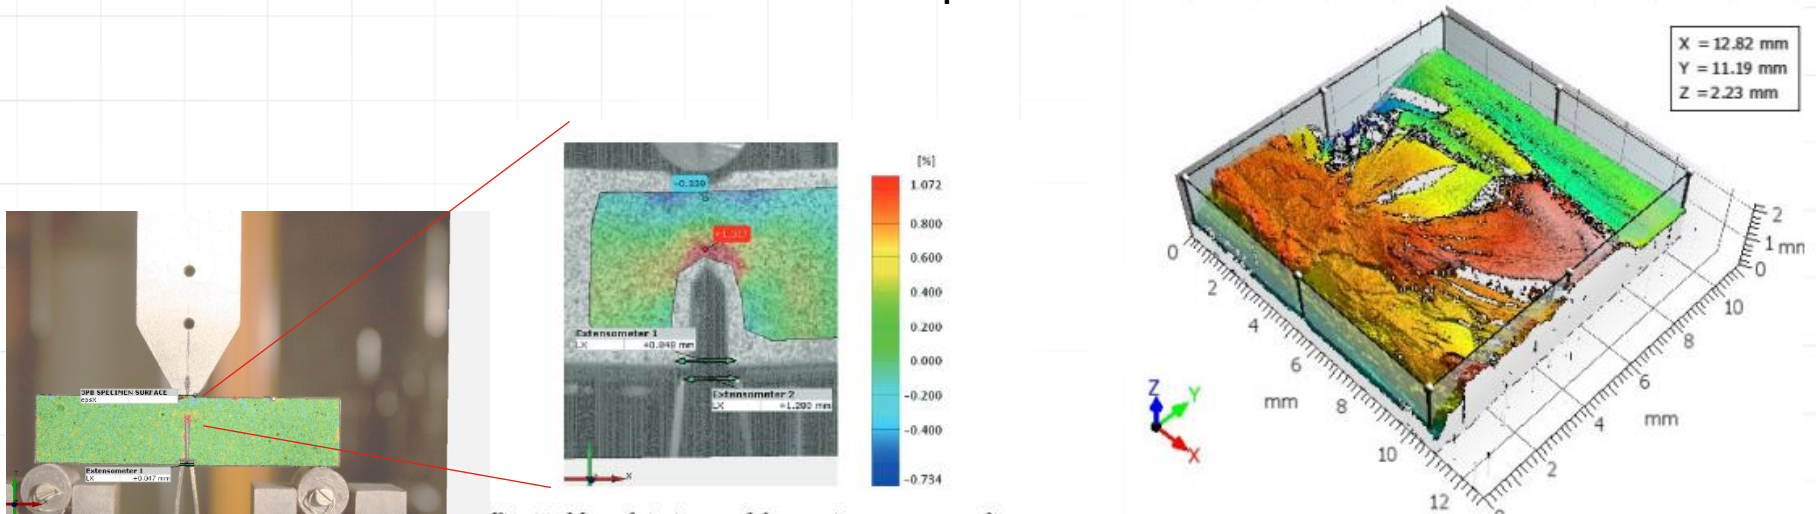 3PB SPECIMEN SURFACE
epsX
Extensometer 1
LX +0.047 mm
-0.339
Extensometer 1
LX +0.848 mm
Extensometer 2
LX +1.280 mm
X
[%]
1.072
0.800
0.600
0.400
0.200
0.000
-0.200
-0.400
-0.734
X = 12.82 mm
Y = 11.19 mm
Z = 2.23 mm
0
2
4
6
8
10
12
mm
0
2
4
6
8
10
mm
0
1
2
mm
Z
Y
X